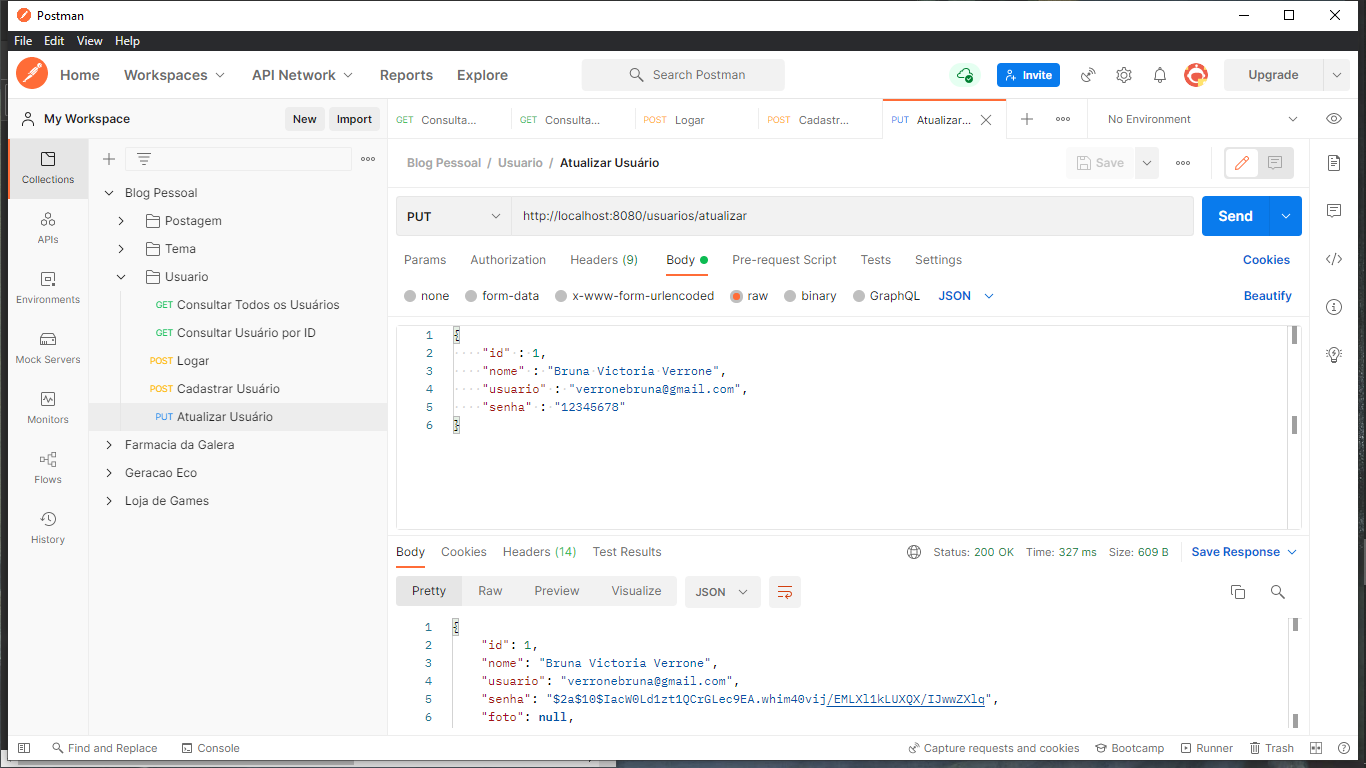 Postman
File Edit View Help
Home Workspaces API Network Reports Explore Search Postman Invite Upgrade
My Workspace New Import
GET Consulta... GET Consulta... POST Logar POST Cadastr... PUT Atualizar... No Environment
Collections
APIs
Environments
Mock Servers
Monitors
Flows
History
Blog Pessoal
Postagem
Tema
Usuario
GET Consultar Todos os Usuários
GET Consultar Usuário por ID
POST Logar
POST Cadastrar Usuário
PUT Atualizar Usuário
Farmacia da Galera
Geracao Eco
Loja de Games
Blog Pessoal / Usuario / Atualizar Usuário Save
PUT http://localhost:8080/usuarios/atualizar Send
Params Authorization Headers (9) Body Pre-request Script Tests Settings Cookies
none form-data x-www-form-urlencoded raw binary GraphQL JSON Beautify
1 {
2 "id" : 1,
3 "nome" : "Bruna Victoria Verrone",
4 "usuario" : "verronebruna@gmail.com",
5 "senha" : "12345678"
6 }
Body Cookies Headers (14) Test Results Status: 200 OK Time: 327 ms Size: 609 B Save Response
Pretty Raw Preview Visualize JSON
1 {
2 "id": 1,
3 "nome": "Bruna Victoria Verrone",
4 "usuario": "verronebruna@gmail.com",
5 "senha": "$2a$10$IacW0Ld1zt1QCrGLec9EA.whim40vij/EMLXl1kLUXQX/IJwwZXlq",
6 "foto": null,
Find and Replace Console Capture requests and cookies Bootcamp Runner Trash